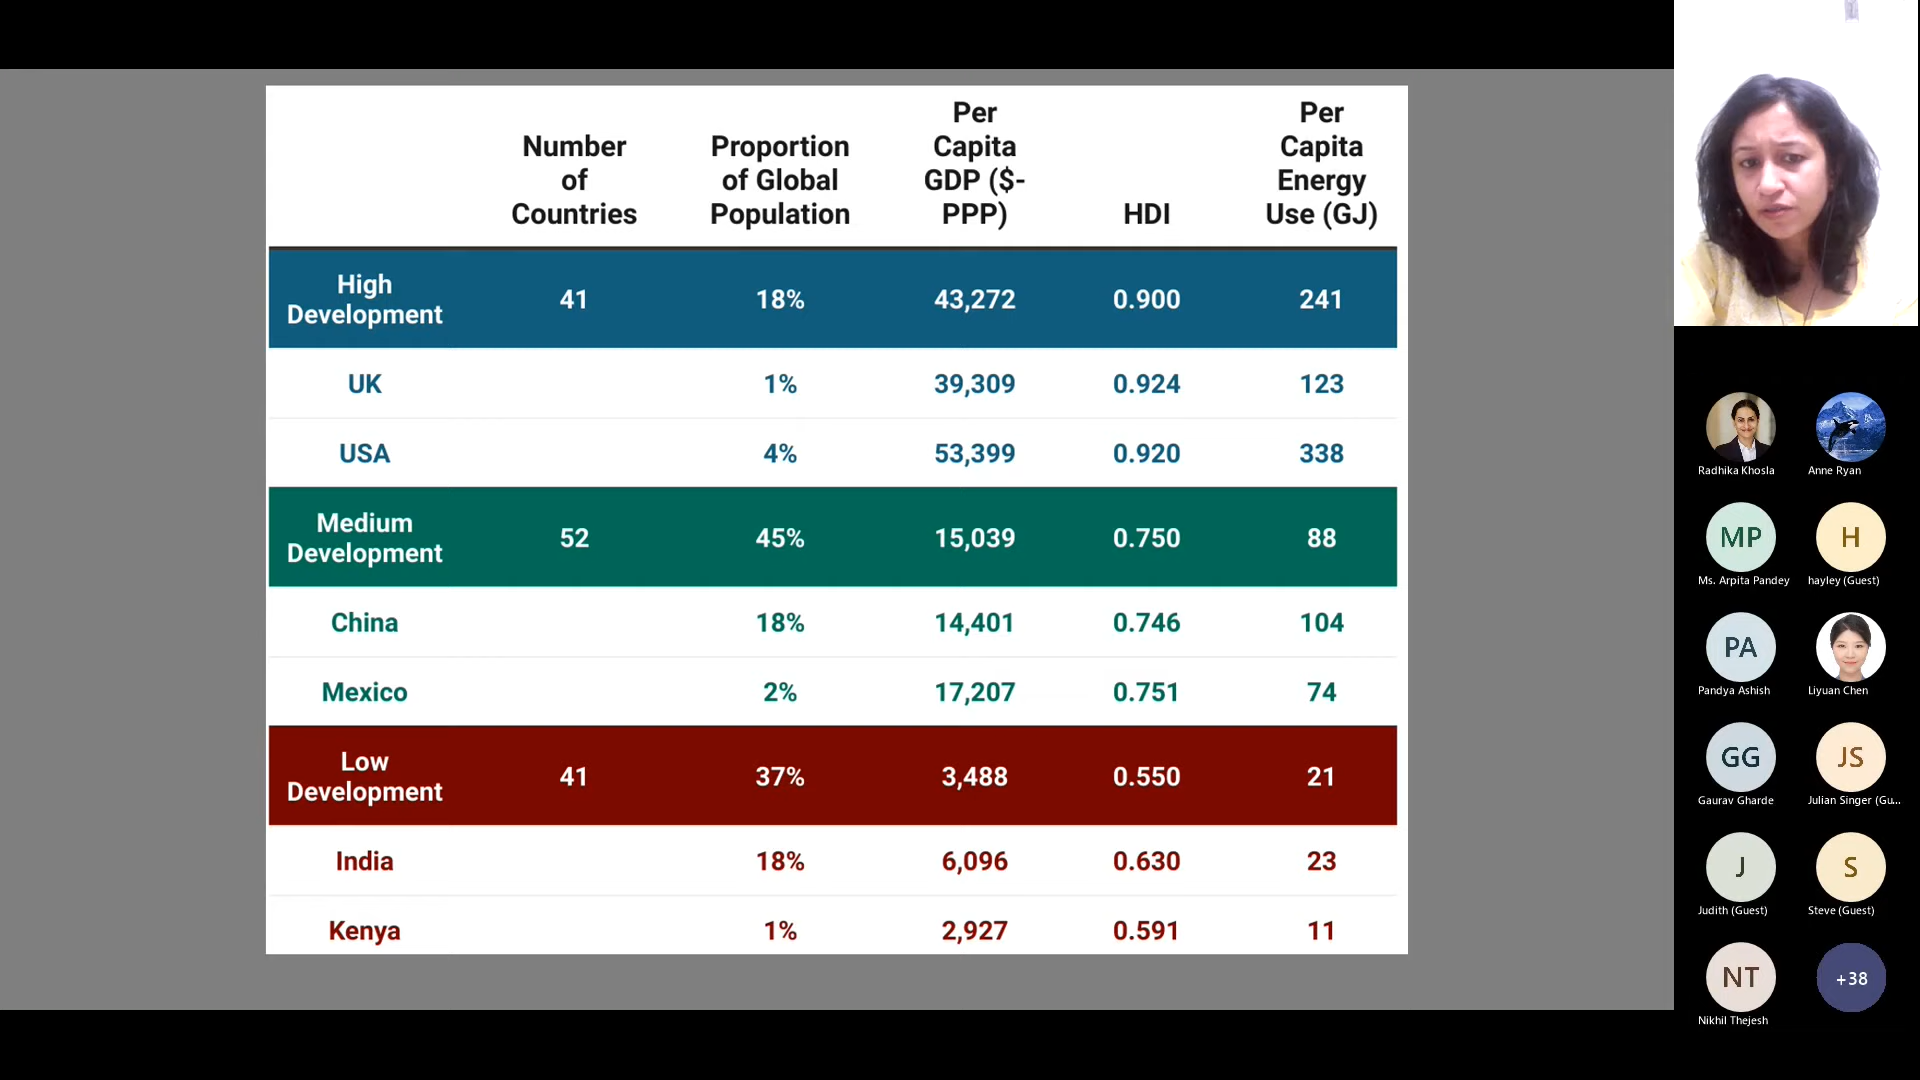 Number
of
Countries
Proportion
of Global
Population
Per
Capita
GDP ($-
PPP)
HDI
Per
Capita
Energy
Use (GJ)
High
Development
41 18% 43,272 0.900 241
UK 1% 39,309 0.924 123
USA 4% 53,399 0.920 338
Medium
Development
52 45% 15,039 0.750 88
China 18% 14,401 0.746 104
Mexico 2% 17,207 0.751 74
Low
Development
41 37% 3,488 0.550 21
India 18% 6,096 0.630 23
Kenya 1% 2,927 0.591 11
Radhika Khosla
Anne Ryan
MP
Ms. Arpita Pandey
H
hayley (Guest)
PA
Pandya Ashish
Liyuan Chen
GG
Gaurav Gharde
JS
Julian Singer (Gu...
J
Judith (Guest)
S
Steve (Guest)
NT
Nikhil Thejesh
+38